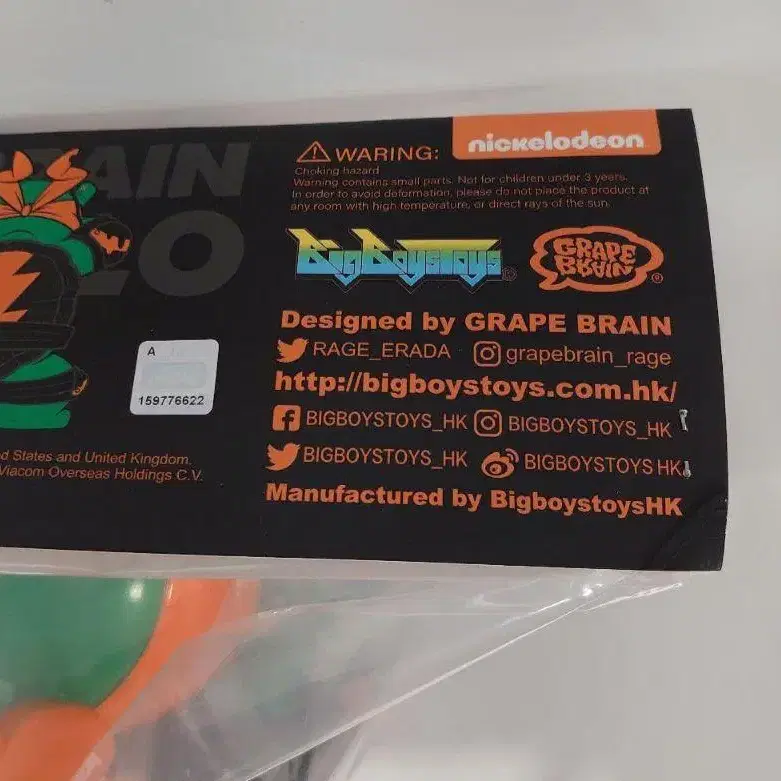 nickelodeon
WARING:
Choking hazard
Warning contains small parts. Not for children under 3 years.
In order to avoid deformation, please do not place the product at
any room with high temperature, or direct rays of the sun.
BRAIN
LO
BigBoysToys
GRAPE
BRAIN ®
Designed by GRAPE BRAIN
RAGE_ERADA grapebrain_rage
http://bigboystoys.com.hk/
BIGBOYSTOYS_HK BIGBOYSTOYS_HK
BIGBOYSTOYS_HK BIGBOYSTOYS HK
Manufactured by BigboystoysHK
A
159776622
d States and United Kingdom.
Viacom Overseas Holdings C.V.